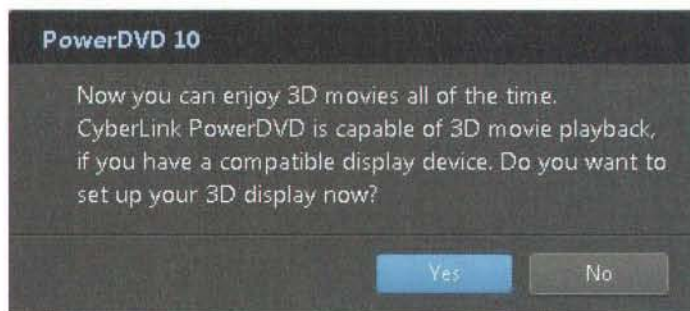 PowerDVD 10
Now you can enjoy 3D movies all of the time.
CyberLink PowerDVD is capable of 3D movie playback,
if you have a compatible display device. Do you want to
set up your 3D display now?
Yes
No